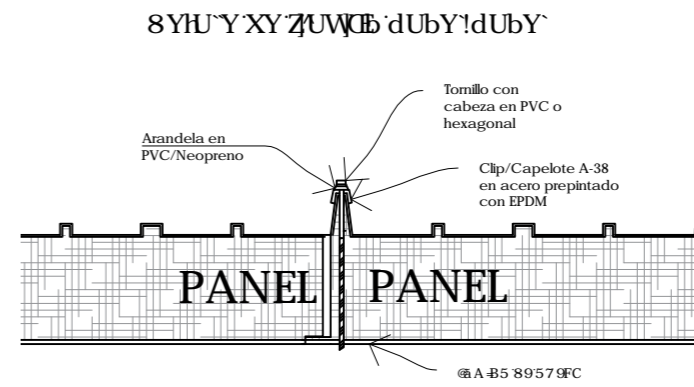 Tornillo con
cabeza en PVC o
hexagonal
Arandela en
PVC/Neopreno
Clip/Capelote A-38
en acero prepintado
con EPDM
PANEL PANEL